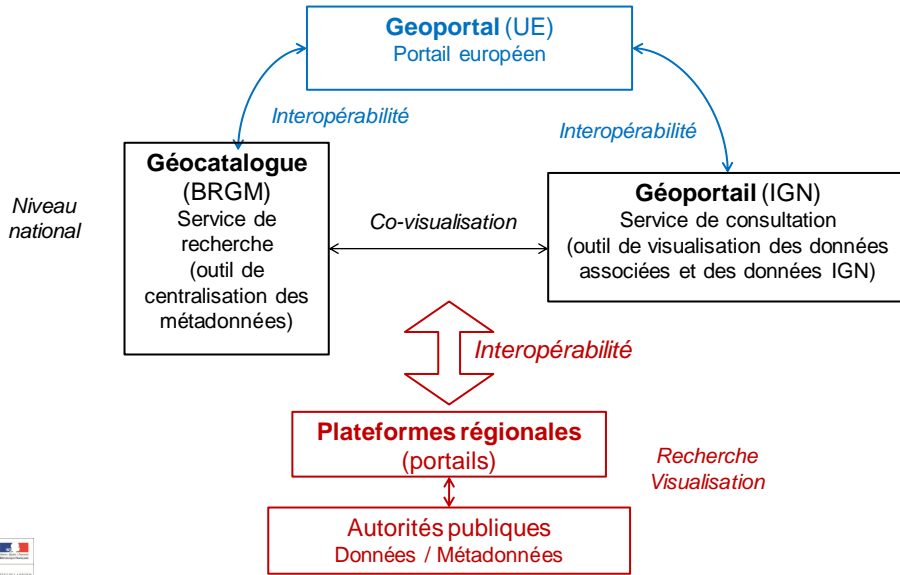 Geoportal (UE)
Portail européen
Interopérabilité
Interopérabilité
Géocatalogue
(BRGM)
Service de
recherche
(outil de
centralisation des
métadonnées)
Niveau
national
Co-visualisation
Géoportail (IGN)
Service de consultation
(outil de visualisation des données
associées et des données IGN)
Interopérabilité
Plateformes régionales
(portails)
Recherche
Visualisation
Autorités publiques
Données / Métadonnées